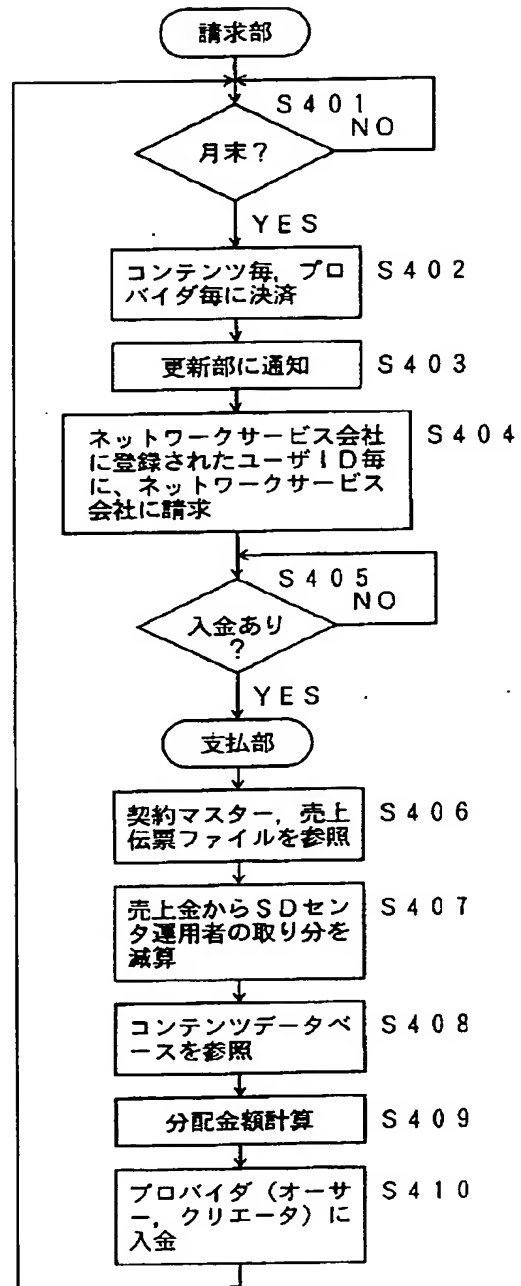 請求部
S401
NO
月末?
YES
コンテンツ毎,プロ
バイダ毎に決済
S402
更新部に通知
S403
ネットワークサービス会社
に登録されたユーザID毎
に、ネットワークサービス
会社に請求
S404
S405
NO
入金あり
?
YES
支払部
契約マスター,売上
伝票ファイルを参照
S406
売上金からSDセン
タ運用者の取り分を
減算
S407
コンテンツデータベ
ースを参照
S408
分配金額計算
S409
プロバイダ(オーサ
ー,クリエータ)に
入金
S410